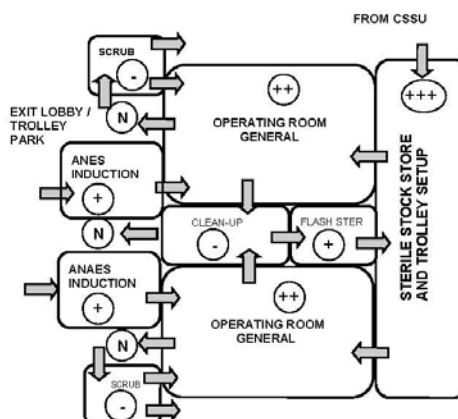 FROM CSSU
SCRUB
-
++
+++
EXIT LOBBY /
TROLLEY
PARK
N
OPERATING ROOM
GENERAL
ANES
INDUCTION
+
CLEAN-UP
-
FLASH STER
+
N
STERILE STOCK STORE
AND TROLLEY SETUP
ANAES
INDUCTION
+
++
OPERATING ROOM
GENERAL
N
SCRUB
-